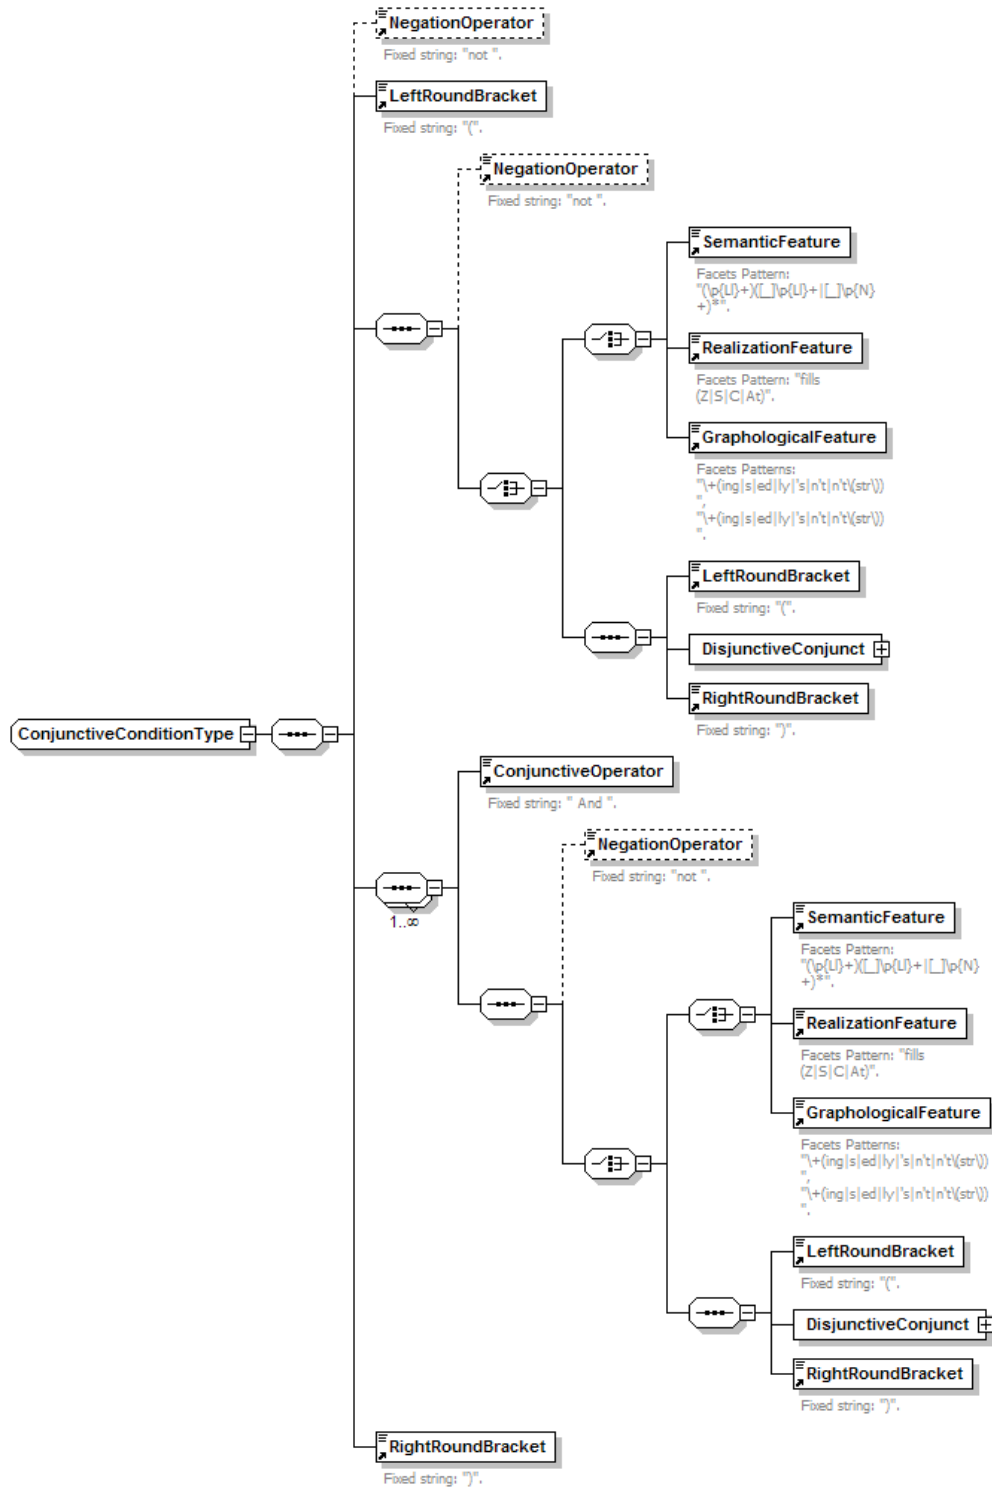 NegationOperator
Fixed string: "not ".
LeftRoundBracket
Fixed string: "(".
NegationOperator
Fixed string: "not ".
SemanticFeature
Facets Pattern:
"(\p{Ll}+)([_]\p{Ll}+|[_]\p{N}
+)*".
RealizationFeature
Facets Pattern: "fills
(Z|S|C|At)".
GraphologicalFeature
Facets Patterns:
"\+(ing|s|ed|ly|'s|n't|n't\(str\))
",
"\+(ing|s|ed|ly|'s|n't|n't\(str\))
".
LeftRoundBracket
Fixed string: "(".
DisjunctiveConjunct
RightRoundBracket
Fixed string: ")".
ConjunctiveConditionType
ConjunctiveOperator
Fixed string: " And ".
NegationOperator
Fixed string: "not ".
1..∞
SemanticFeature
Facets Pattern:
"(\p{Ll}+)([_]\p{Ll}+|[_]\p{N}
+)*".
RealizationFeature
Facets Pattern: "fills
(Z|S|C|At)".
GraphologicalFeature
Facets Patterns:
"\+(ing|s|ed|ly|'s|n't|n't\(str\))
",
"\+(ing|s|ed|ly|'s|n't|n't\(str\))
".
LeftRoundBracket
Fixed string: "(".
DisjunctiveConjunct
RightRoundBracket
Fixed string: ")".
RightRoundBracket
Fixed string: ")".